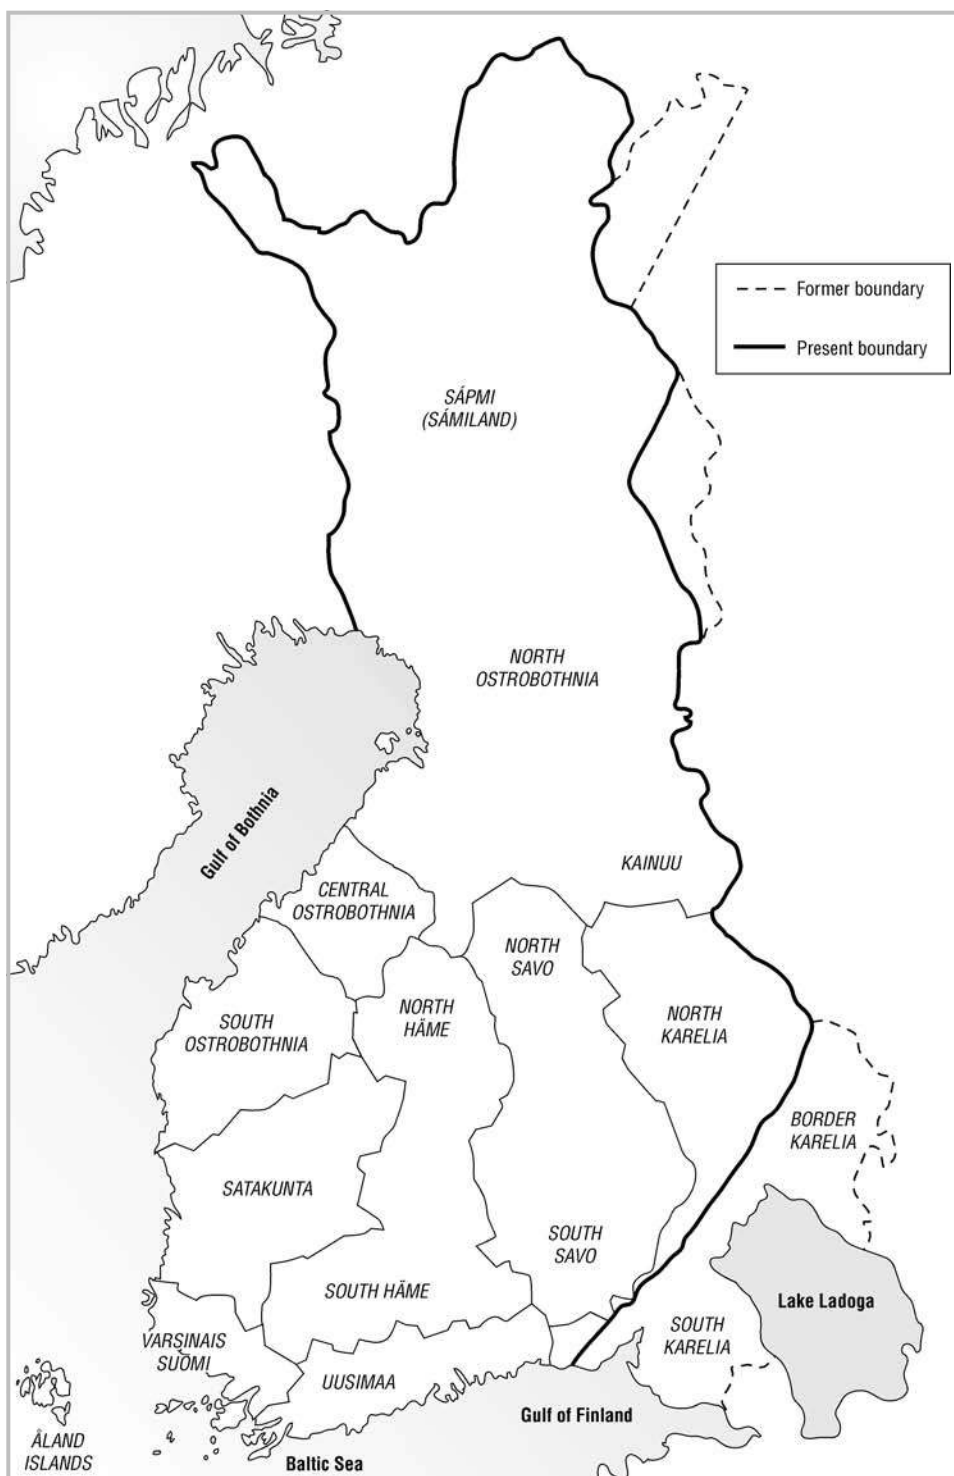 Former boundary
Present boundary
SÁPMI
(SÁMILAND)
NORTH
OSTROBOTHNIA
Gulf of Bothnia
KAINUU
CENTRAL
OSTROBOTHNIA
NORTH
SAVO
NORTH
HÄME
NORTH
KARELIA
SOUTH
OSTROBOTHNIA
BORDER
KARELIA
SATAKUNTA
SOUTH
SAVO
SOUTH HÄME
Lake Ladoga
VARSINAIS
SUOMI
SOUTH
KARELIA
UUSIMAA
Gulf of Finland
ÅLAND
ISLANDS
Baltic Sea